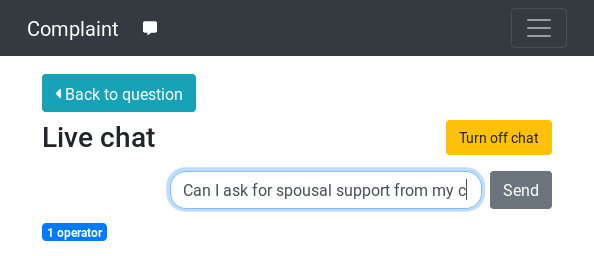 Complaint
Back to question
Live chat
Turn off chat
Can I ask for spousal support from my c
Send
1 operator